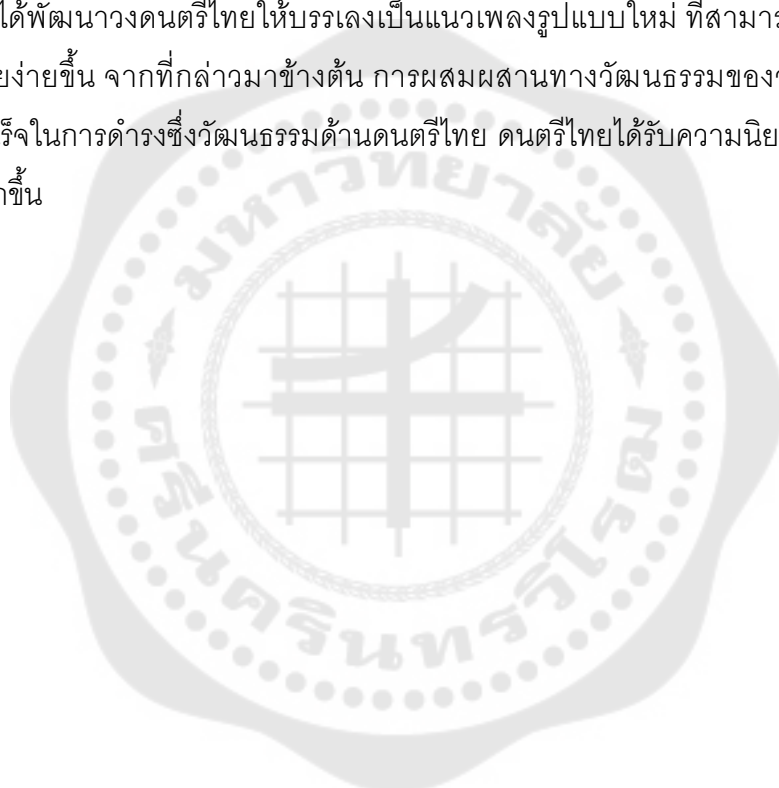 ได้พัฒนาวงดนตรีไทยให้บรรเลงเป็นแนวเพลงรูปแบบใหม่ ที่สามาร
ยง่ายขึ้น จากที่กล่าวมาข้างต้น การผสมผสานทางวัฒนธรรมของ
ร็จในการดำรงซึ่งวัฒนธรรมด้านดนตรีไทย ดนตรีไทยได้รับความนิย
ขึ้น
มหาวิทยาลัย
ศรีนครินทรวิโรฒ